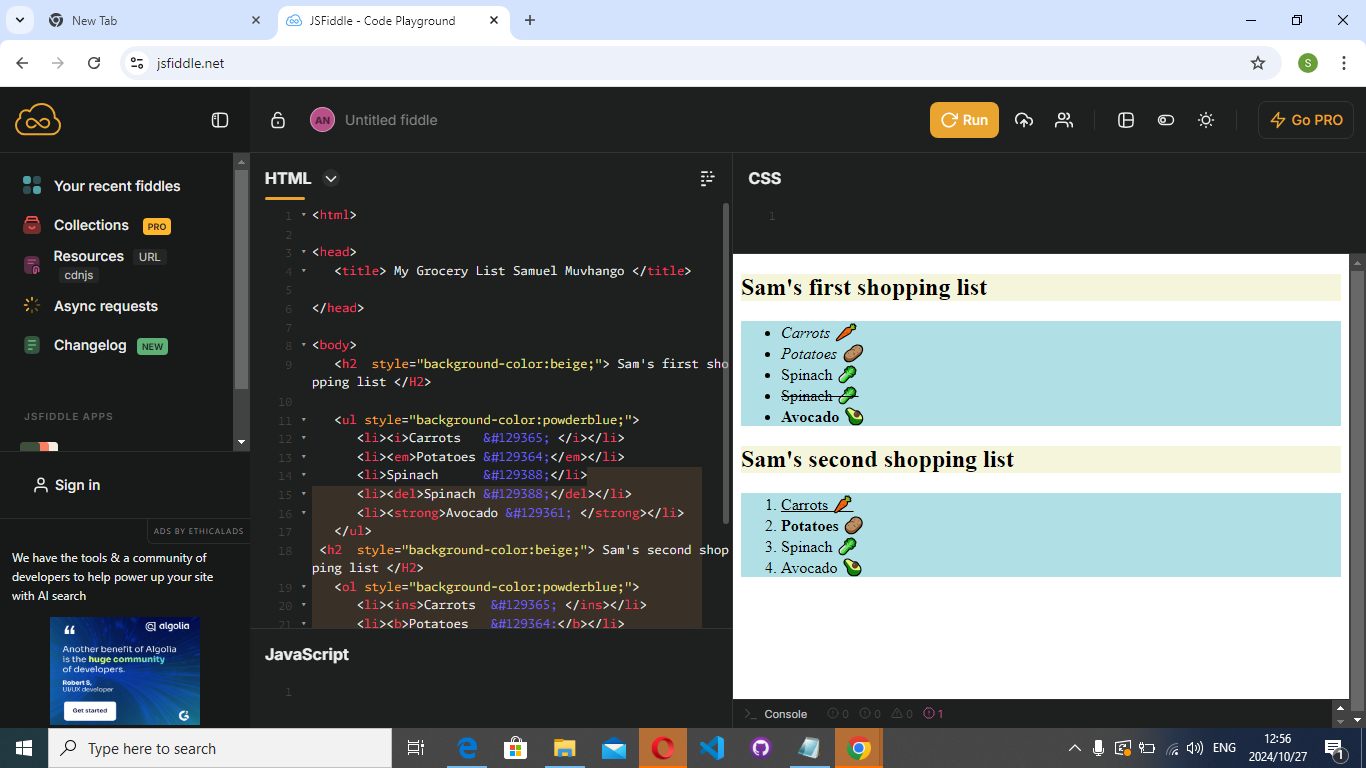 New Tab
JSFiddle - Code Playground
jsfiddle.net
S
AN
Untitled fiddle
Run
Go PRO
Your recent fiddles
Collections PRO
Resources URL
cdnjs
Async requests
Changelog NEW
JSFIDDLE APPS
Sign in
ADS BY ETHICALADS
We have the tools & a community of
developers to help power up your site
with AI search
algolia
“
Another benefit of Algolia
is the huge community
of developers.
Robert S,
UI/UX developer
Get started
HTML
1 <html>
2
3 <head>
4 <title> My Grocery List Samuel Muvhango </title>
5
6 </head>
7
8 <body>
9 <h2 style="background-color:beige;"> Sam's first sho
pping list </H2>
10
11 <ul style="background-color:powderblue;">
12 <li><i>Carrots &#129365; </i></li>
13 <li><em>Potatoes &#129364;</em></li>
14 <li>Spinach &#129388;</li>
15 <li><del>Spinach &#129388;</del></li>
16 <li><strong>Avocado &#129361; </strong></li>
17 </ul>
18 <h2 style="background-color:beige;"> Sam's second shop
ping list </H2>
19 <ol style="background-color:powderblue;">
20 <li><ins>Carrots &#129365; </ins></li>
21 <li><b>Potatoes &#129364;</b></li>
JavaScript
1
CSS
1
Sam's first shopping list
• Carrots 🥕
• Potatoes 🥔
• Spinach 🥬
• Spinach 🥬
• Avocado 🥑
Sam's second shopping list
1. Carrots 🥕
2. Potatoes 🥔
3. Spinach 🥬
4. Avocado 🥑
>_ Console 0 0 0 1
Type here to search
ENG
12:56
2024/10/27
1